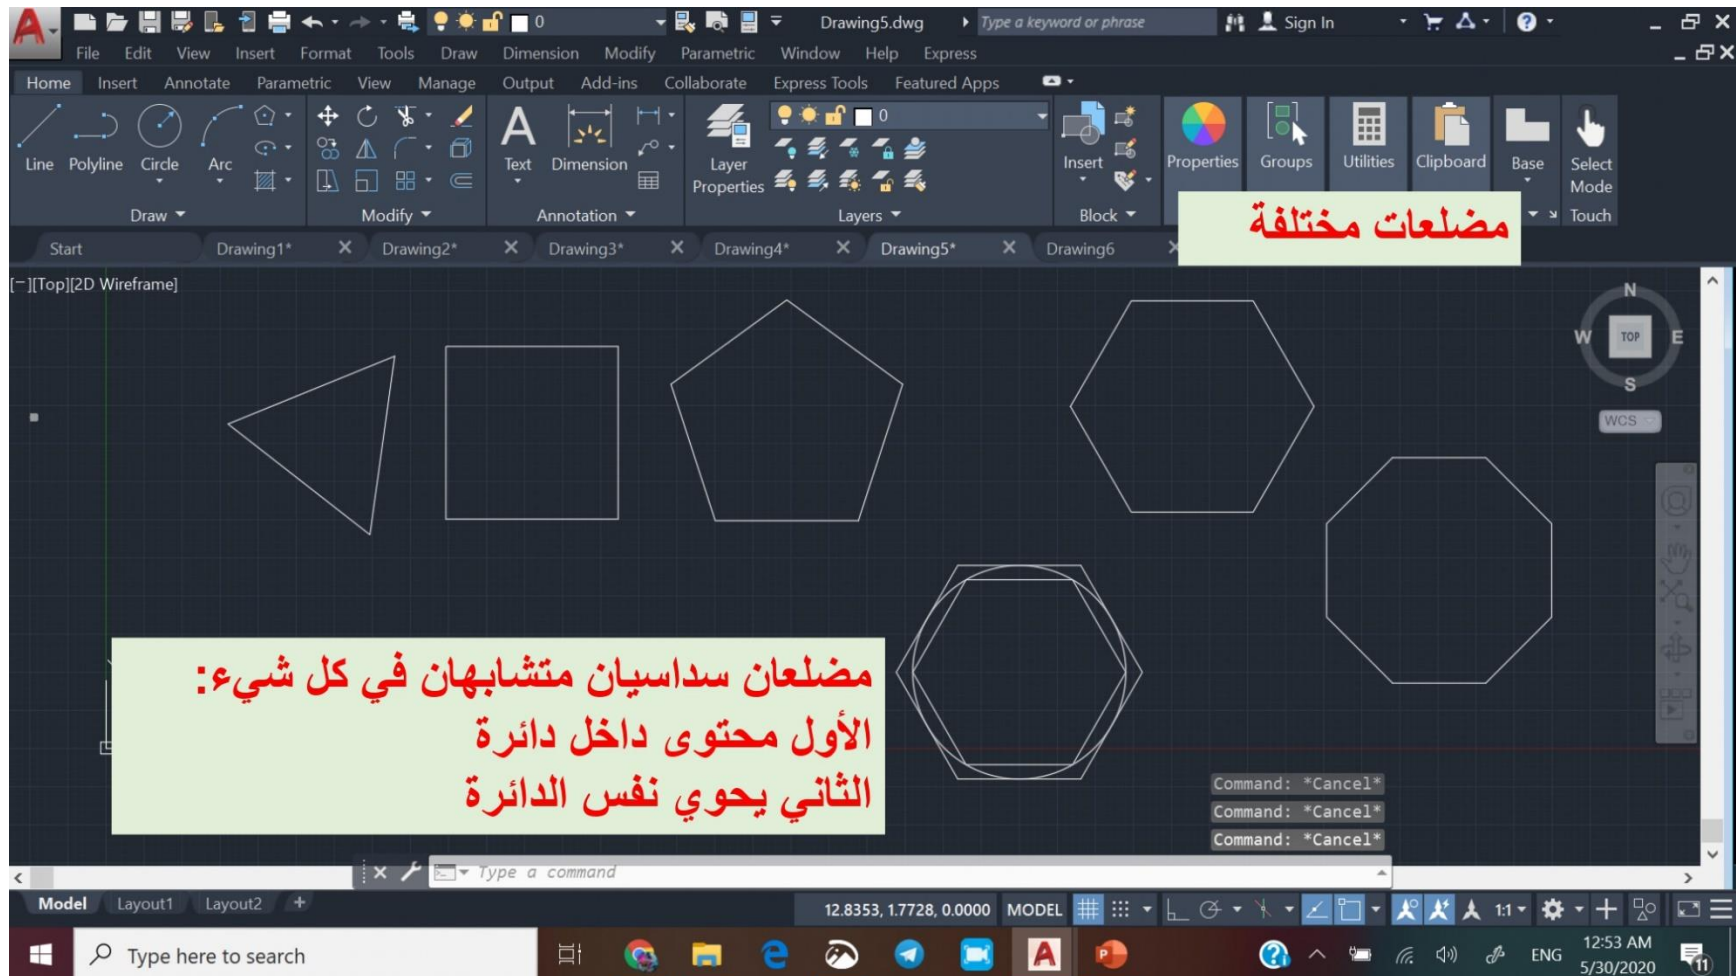 0
Drawing5.dwg
Type a keyword or phrase
Sign In
File Edit View Insert Format Tools Draw Dimension Modify Parametric Window Help Express
Home Insert Annotate Parametric View Manage Output Add-ins Collaborate Express Tools Featured Apps
0
Line Polyline Circle Arc
Text Dimension
Layer Properties
Insert
Properties Groups Utilities Clipboard Base
Select Mode
Draw Modify Annotation Layers Block Touch
مضلعات مختلفة
Start Drawing1* Drawing2* Drawing3* Drawing4* Drawing5* Drawing6
[−][Top][2D Wireframe]
N
W TOP E
S
WCS
مضلعان سداسيان متشابهان في كل شيء:
الأول محتوى داخل دائرة
الثاني يحوي نفس الدائرة
Command: *Cancel*
Command: *Cancel*
Command: *Cancel*
Type a command
Model Layout1 Layout2 +
12.8353, 1.7728, 0.0000 MODEL 1:1
Type here to search
ENG
12:53 AM
5/30/2020
11